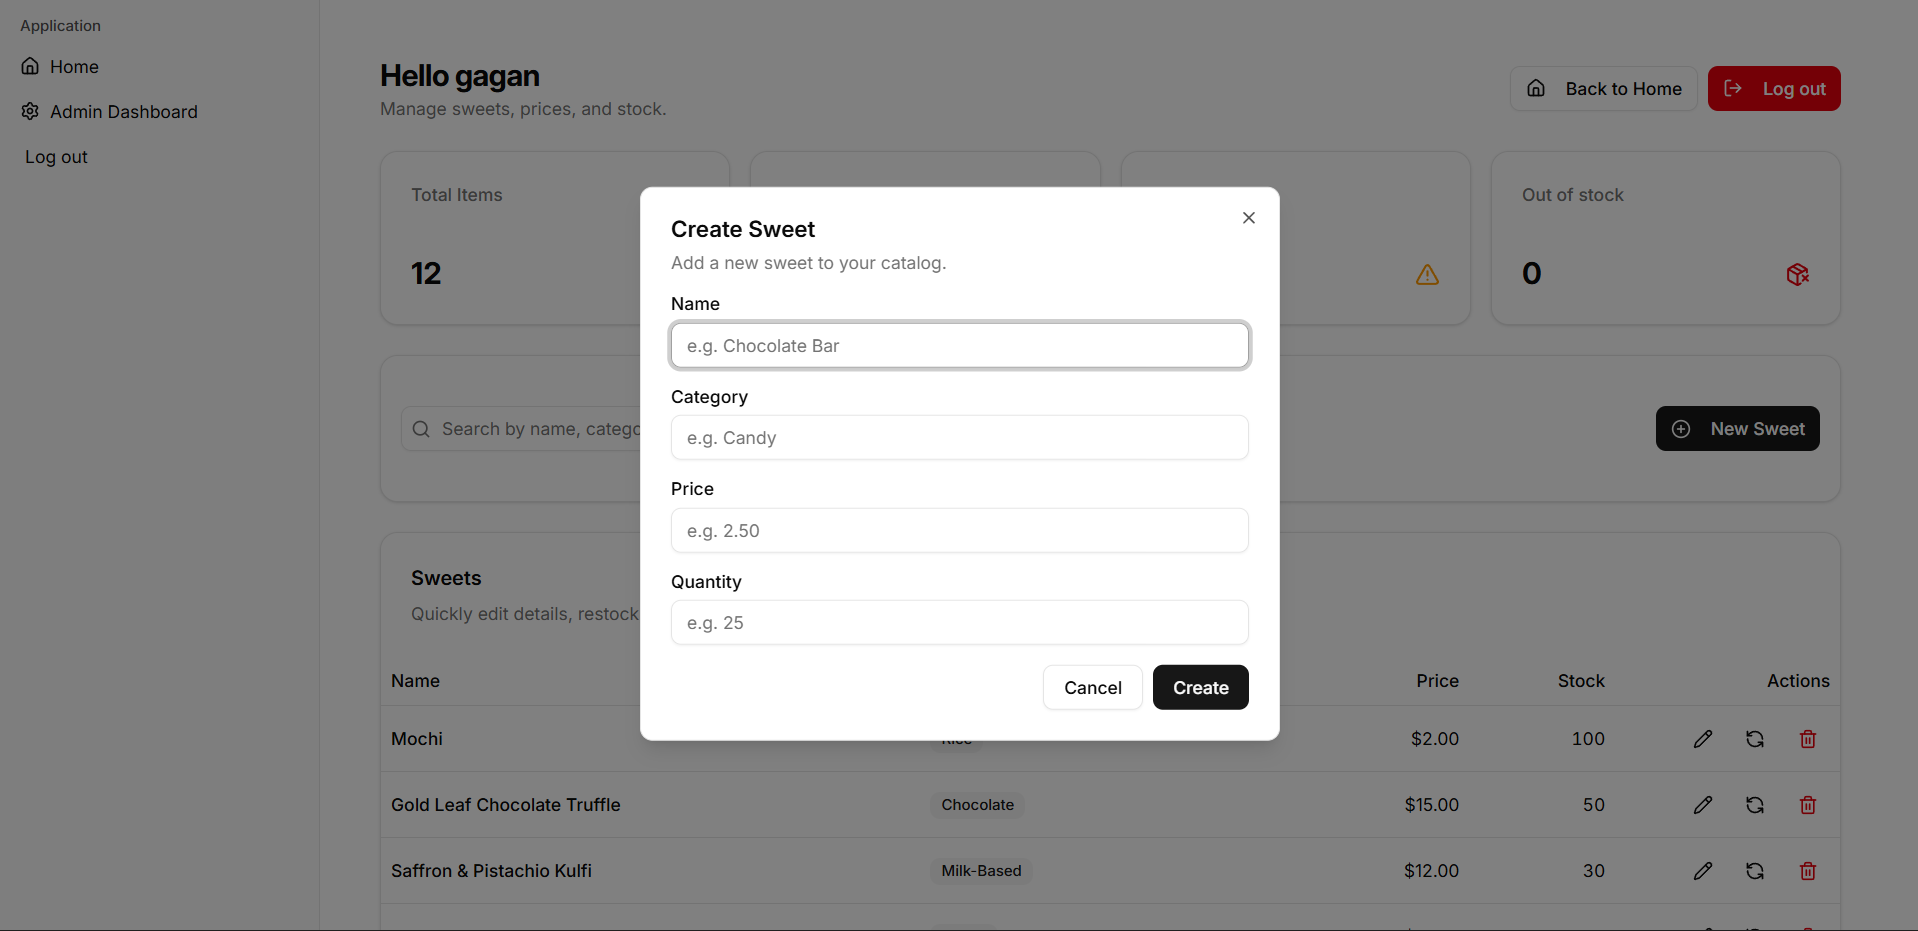 Application
Home
Admin Dashboard
Log out
Hello gagan
Manage sweets, prices, and stock.
Back to Home
Log out
Total Items
12
Out of stock
0
Search by name, catego
New Sweet
Create Sweet
Add a new sweet to your catalog.
Name
e.g. Chocolate Bar
Category
e.g. Candy
Price
e.g. 2.50
Quantity
e.g. 25
Cancel
Create
Sweets
Quickly edit details, restock
Name Price Stock Actions
Mochi Rice $2.00 100
Gold Leaf Chocolate Truffle Chocolate $15.00 50
Saffron & Pistachio Kulfi Milk-Based $12.00 30